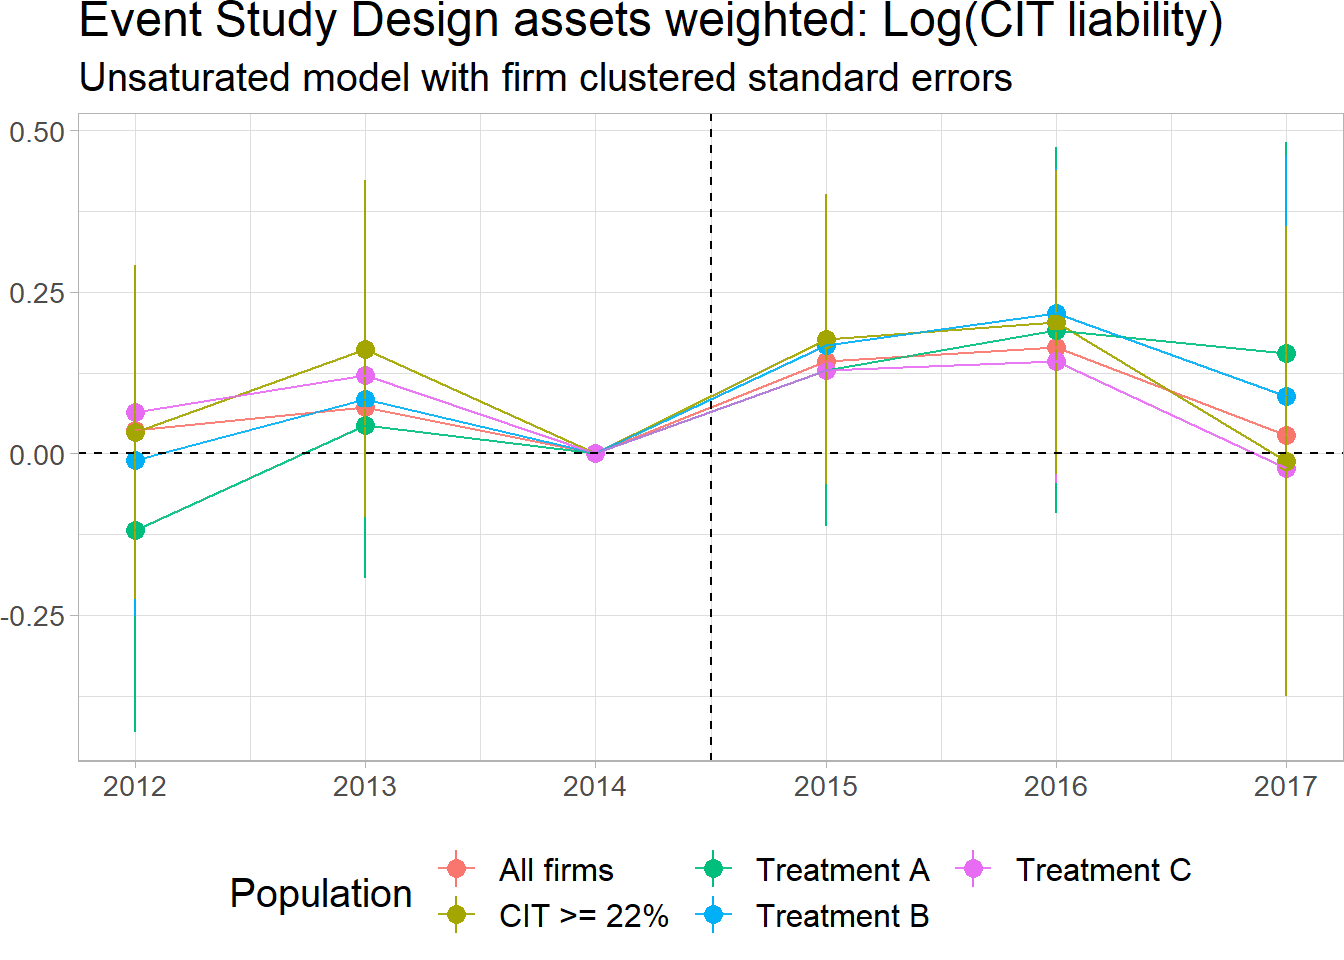 Event Study Design assets weighted: Log(CIT liability)
Unsaturated model with firm clustered standard errors
0.50
0.25
0.00
-0.25
2012 2013 2014 2015 2016 2017
Population
All firms Treatment A Treatment C
CIT >= 22% Treatment B